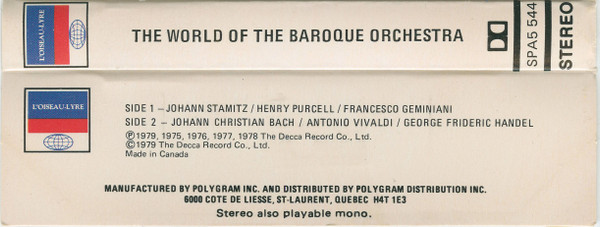 L'OISEAU-LYRE
THE WORLD OF THE BAROQUE ORCHESTRA
SPA5 544
STEREO
L'OISEAU-LYRE
SIDE 1 – JOHANN STAMITZ / HENRY PURCELL / FRANCESCO GEMINIANI
SIDE 2 – JOHANN CHRISTIAN BACH / ANTONIO VIVALDI / GEORGE FRIDERIC HANDEL
Ⓟ1979, 1975, 1976, 1977, 1978 The Decca Record Co., Ltd.
©1979 The Decca Record Co., Ltd.
Made in Canada
MANUFACTURED BY POLYGRAM INC. AND DISTRIBUTED BY POLYGRAM DISTRIBUTION INC.
6000 COTE DE LIESSE, ST-LAURENT, QUEBEC H4T 1E3
Stereo also playable mono.